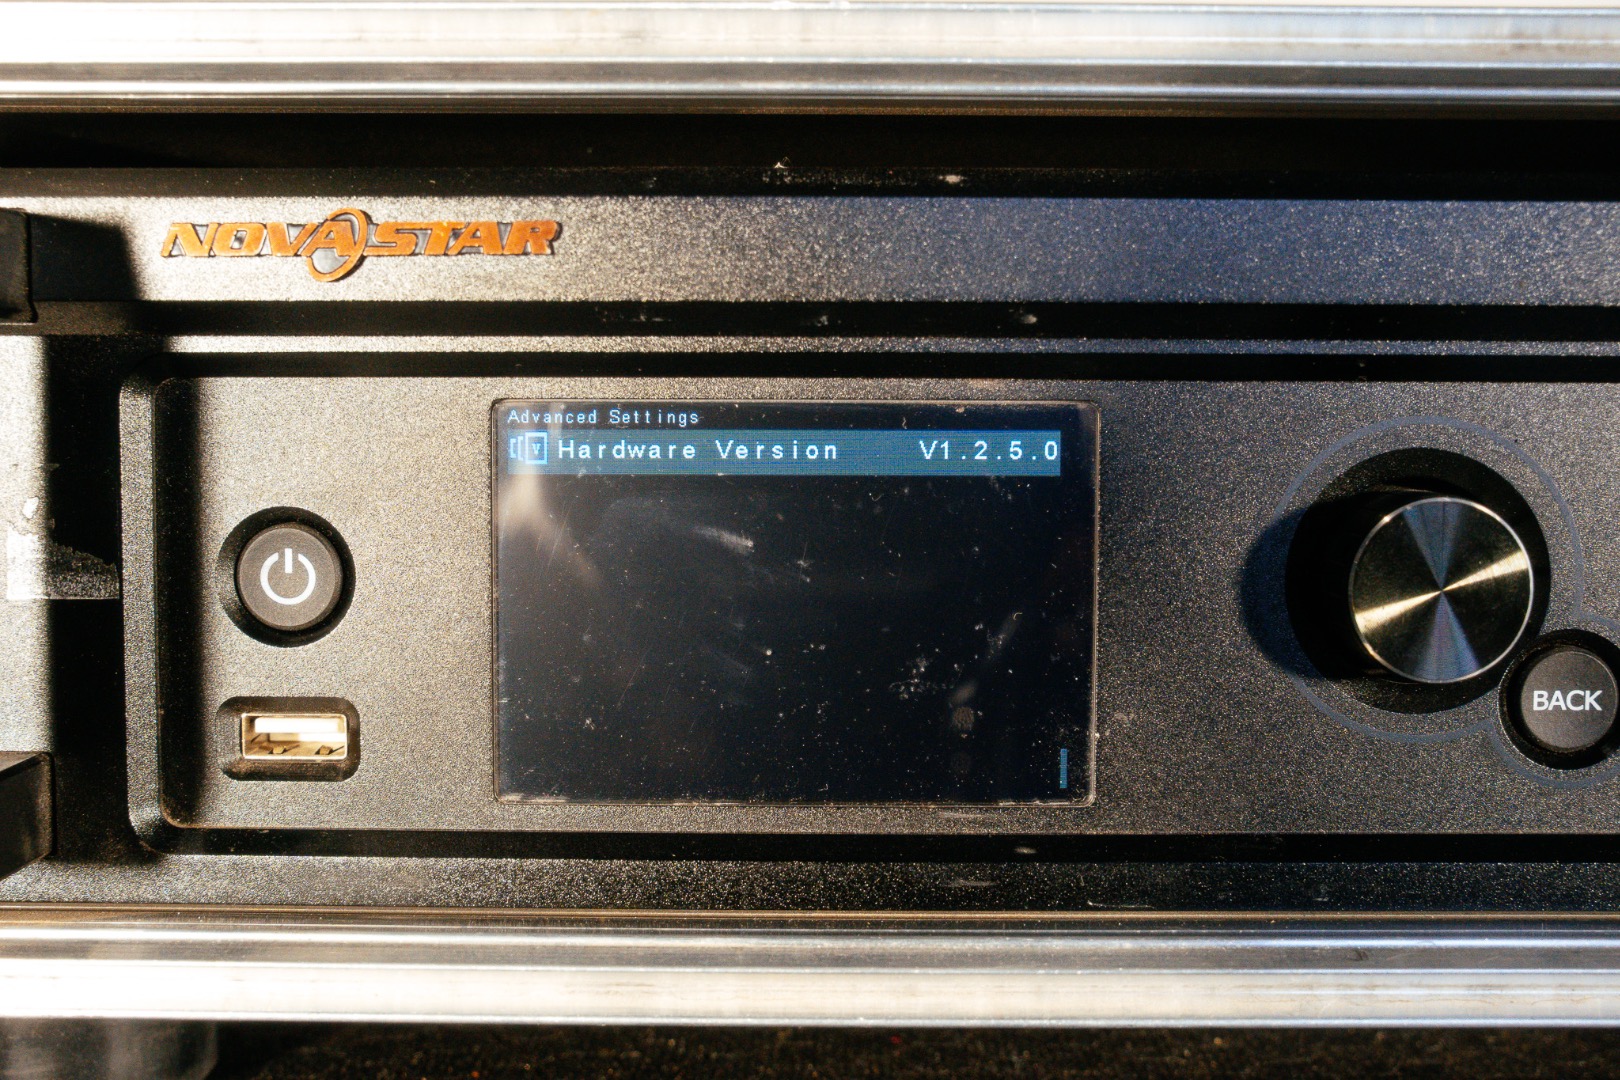 NOVASTAR
Advanced Settings
V Hardware Version V1.2.5.0
BACK